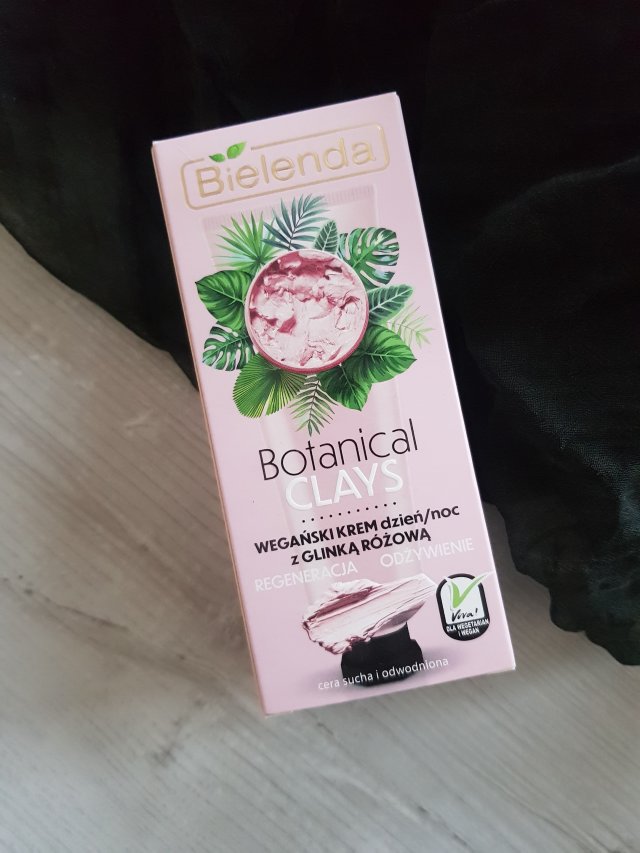 Bielenda
Botanical
CLAYS
WEGAŃSKI KREM dzień/noc
z GLINKĄ RÓŻOWĄ
REGENERACJA ODŻYWIENIE
Viva!
DLA WEGETARIAN
i WEGAN
cera sucha i odwodniona